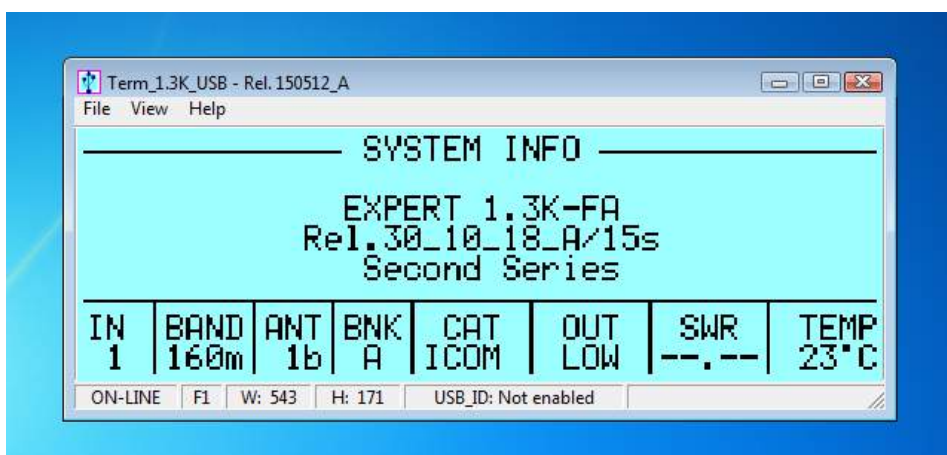 Term_1.3K_USB - Rel. 150512_A
File View Help
SYSTEM INFO
EXPERT 1.3K-FA
Rel.30_10_18_A/15s
Second Series
IN BAND ANT BNK CAT OUT SWR TEMP
1 160m 1b A ICOM LOW --.-- 23°C
ON-LINE F1 W: 543 H: 171 USB_ID: Not enabled